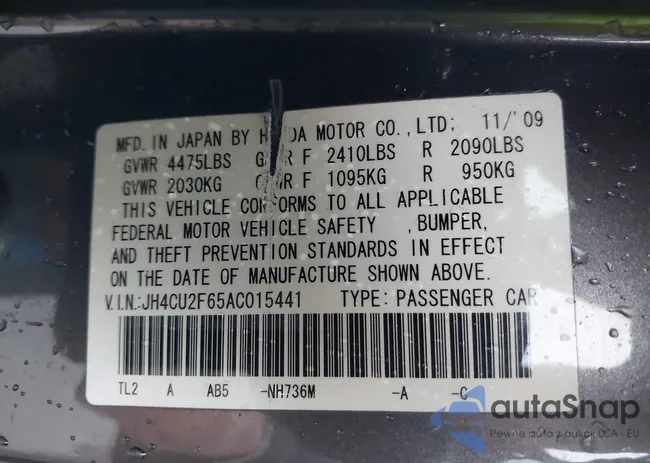 MFD. IN JAPAN BY H DA MOTOR CO., LTD; 11/'09
GVWR 4475LBS G R F 2410LBS R 2090LBS
GVWR 2030KG G WR F 1095KG R 950KG
THIS VEHICLE CO FORMS TO ALL APPLICABLE
FEDERAL MOTOR VEHICLE SAFETY , BUMPER,
AND THEFT PREVENTION STANDARDS IN EFFECT
ON THE DATE OF MANUFACTURE SHOWN ABOVE.
V.I.N.:JH4CU2F65AC015441 TYPE: PASSENGER CAR
TL2 A AB5 -NH736M -A -C
autaSnap
Pewne auta z aukcji USA i EU